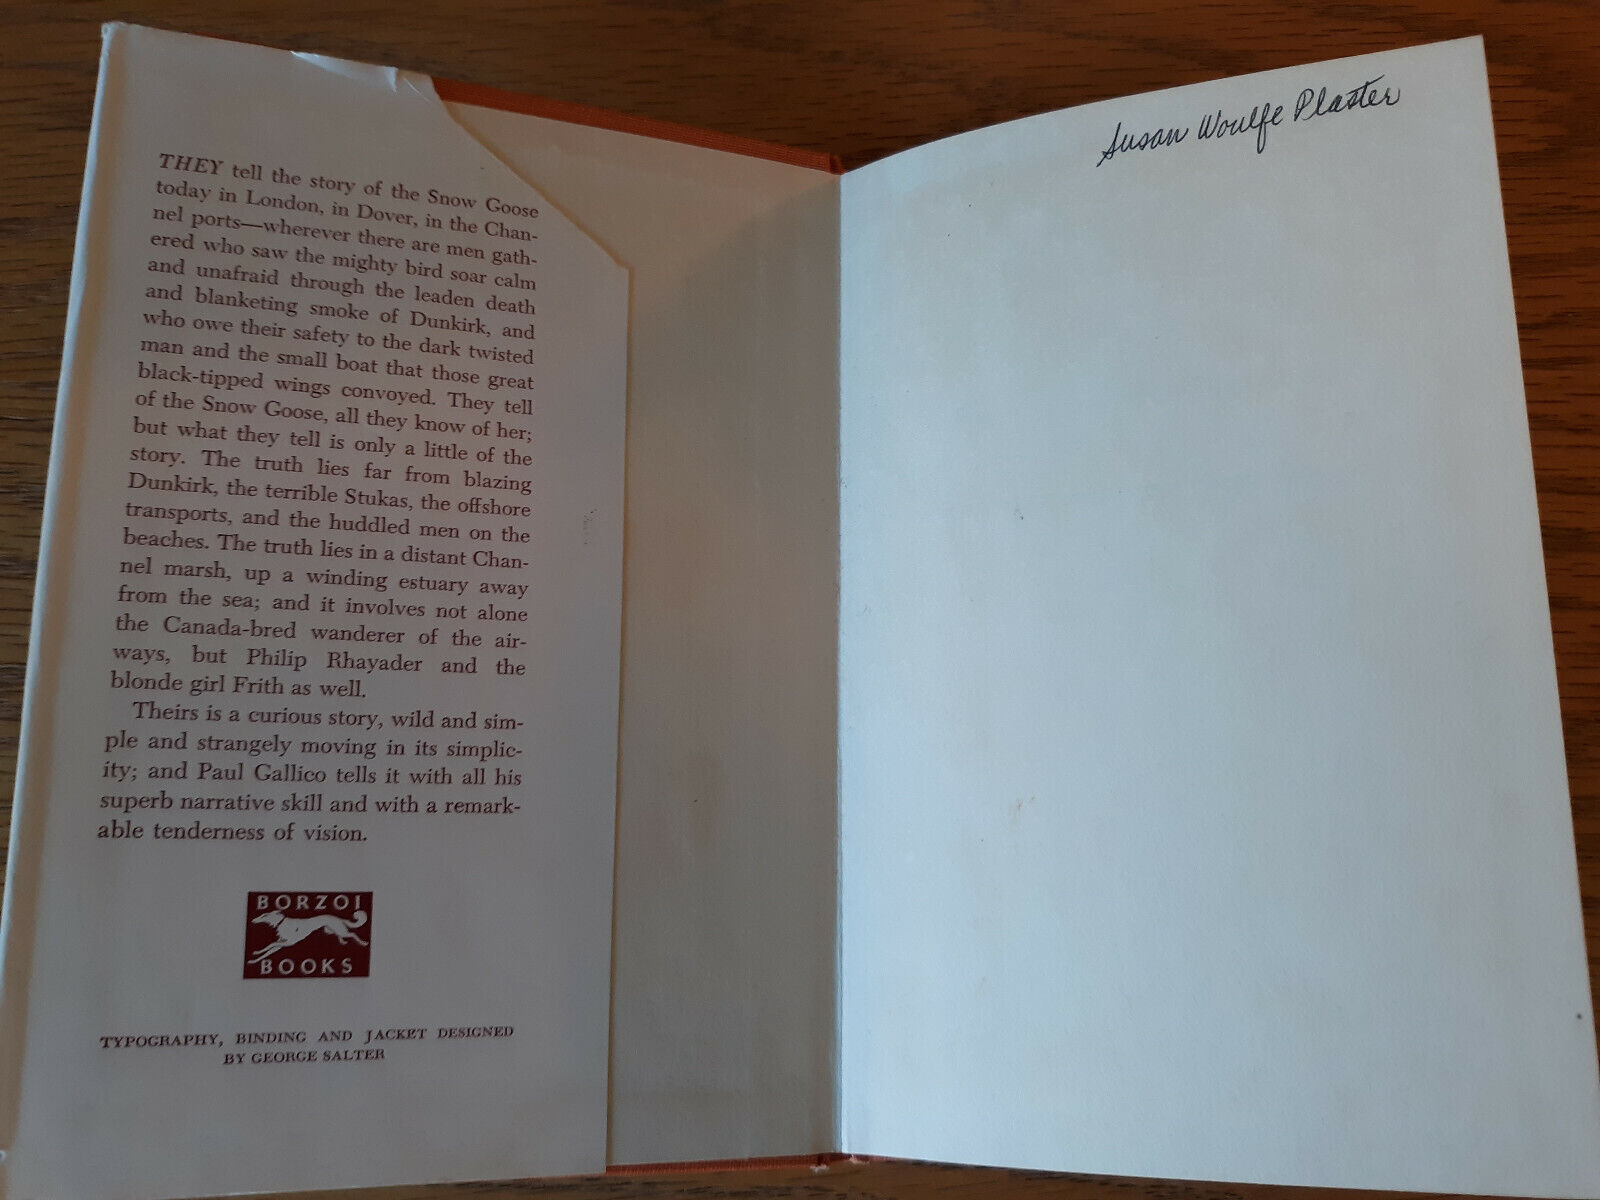 THEY tell the story of the Snow Goose
today in London, in Dover, in the Chan-
nel ports—wherever there are men gath-
ered who saw the mighty bird soar calm
and unafraid through the leaden death
and blanketing smoke of Dunkirk, and
who owe their safety to the dark twisted
man and the small boat that those great
black-tipped wings convoyed. They tell
of the Snow Goose, all they know of her;
but what they tell is only a little of the
story. The truth lies far from blazing
Dunkirk, the terrible Stukas, the offshore
transports, and the huddled men on the
beaches. The truth lies in a distant Chan-
nel marsh, up a winding estuary away
from the sea; and it involves not alone
the Canada-bred wanderer of the air-
ways, but Philip Rhayader and the
blonde girl Frith as well.
Theirs is a curious story, wild and sim-
ple and strangely moving in its simplic-
ity; and Paul Gallico tells it with all his
superb narrative skill and with a remark-
able tenderness of vision.
BORZOI
BOOKS
TYPOGRAPHY, BINDING AND JACKET DESIGNED
BY GEORGE SALTER
Susan Woulfe Plaster